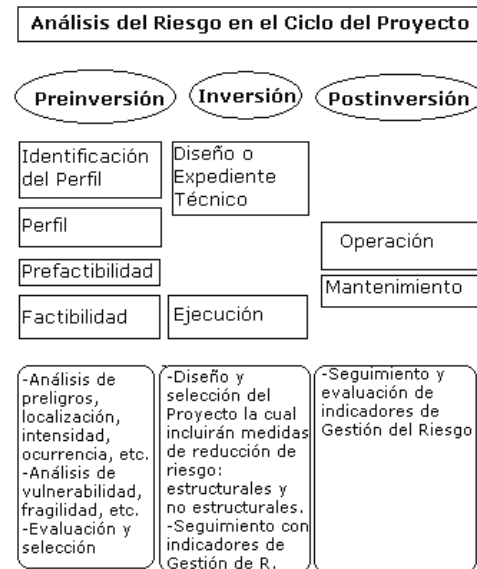 Análisis del Riesgo en el Ciclo del Proyecto
Preinversión
Inversión
Postinversión
Identificación
del Perfil
Perfil
Prefactibilidad
Factibilidad
Diseño o
Expediente
Técnico
Ejecución
Operación
Mantenimiento
-Análisis de
preligros,
localización,
intensidad,
ocurrencia, etc.
-Análisis de
vulnerabilidad,
fragilidad, etc.
-Evaluación y
selección
-Diseño y
selección del
Proyecto la cual
incluirán medidas
de reducción de
riesgo:
estructurales y
no estructurales.
-Seguimiento con
indicadores de
Gestión de R.
-Seguimiento y
evaluación de
indicadores de
Gestión del Riesgo